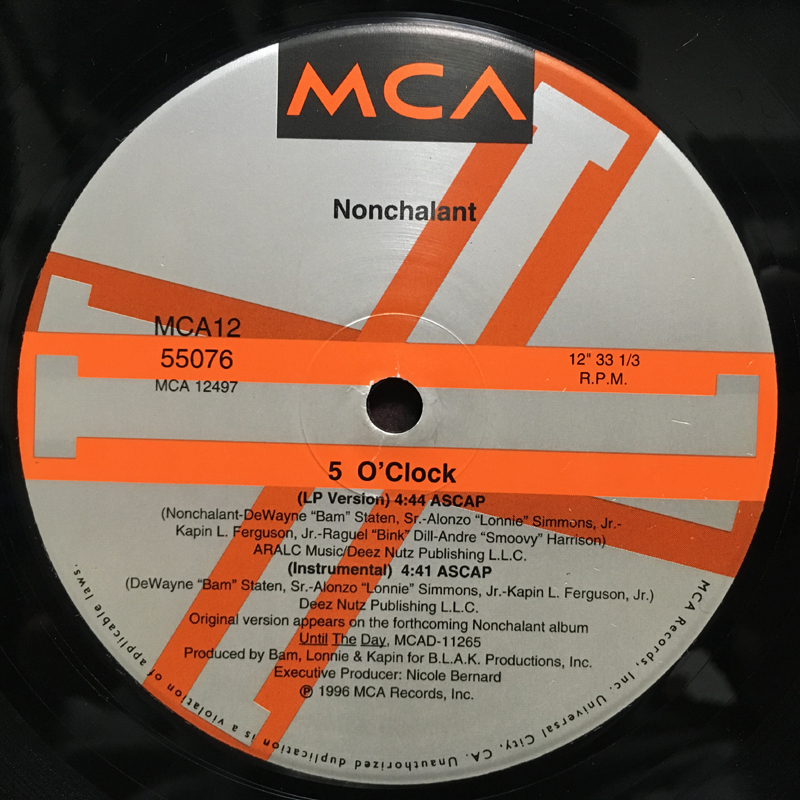 MCA
Nonchalant
MCA12
55076
MCA 12497
12" 33 1/3
R.P.M.
5 O'Clock
(LP Version) 4:44 ASCAP
(Nonchalant-DeWayne "Bam" Staten, Sr.-Alonzo "Lonnie" Simmons, Jr.-
Kapin L. Ferguson, Jr.-Raguel "Bink" Dill-Andre "Smoovy" Harrison)
ARALC Music/Deez Nutz Publishing L.L.C.
(Instrumental) 4:41 ASCAP
(DeWayne "Bam" Staten, Sr.-Alonzo "Lonnie" Simmons, Jr.-Kapin L. Ferguson, Jr.)
Deez Nutz Publishing L.L.C.
Original version appears on the forthcoming Nonchalant album
Until The Day, MCAD-11265
Produced by Bam, Lonnie & Kapin for B.L.A.K. Productions, Inc.
Executive Producer: Nicole Bernard
℗ 1996 MCA Records, Inc.
MCA Records, Inc. Universal City, CA. Unauthorized duplication is a violation of applicable laws.